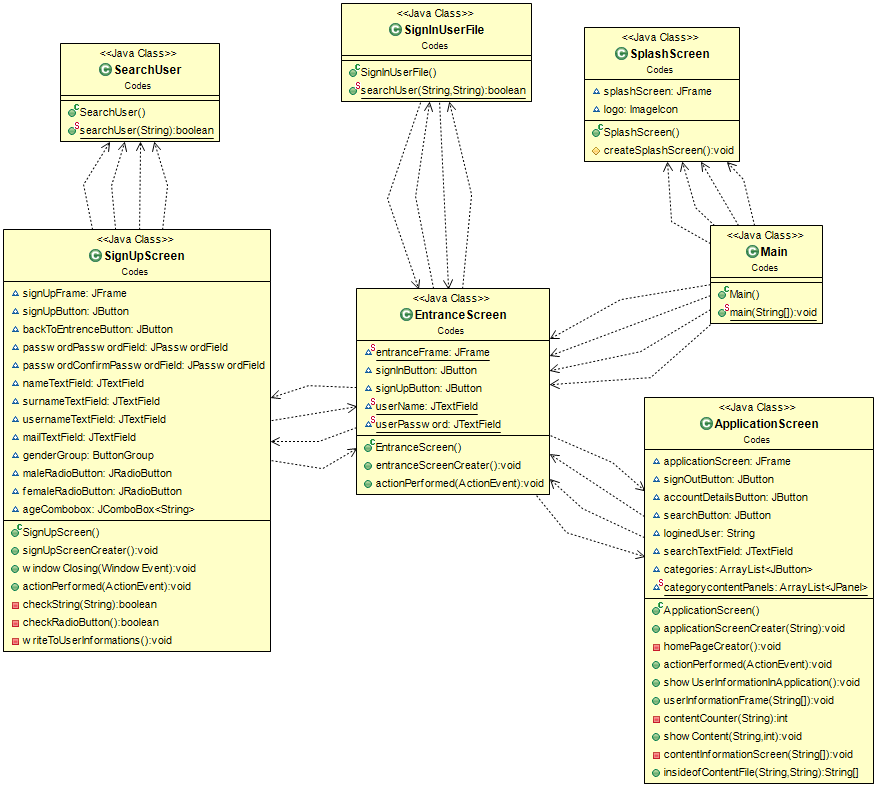 <<Java Class>>
SearchUser
Codes
SearchUser()
searchUser(String):boolean
<<Java Class>>
SignInUserFile
Codes
SignInUserFile()
searchUser(String,String):boolean
<<Java Class>>
SplashScreen
Codes
splashScreen: JFrame
logo: ImageIcon
SplashScreen()
createSplashScreen():void
<<Java Class>>
SignUpScreen
Codes
signUpFrame: JFrame
signUpButton: JButton
backToEntrenceButton: JButton
passwordPasswordField: JPasswordField
passwordConfirmPasswordField: JPasswordField
nameTextField: JTextField
surnameTextField: JTextField
usernameTextField: JTextField
mailTextField: JTextField
genderGroup: ButtonGroup
maleRadioButton: JRadioButton
femaleRadioButton: JRadioButton
ageCombobox: JComboBox<String>
SignUpScreen()
signUpScreenCreater():void
windowClosing(WindowEvent):void
actionPerformed(ActionEvent):void
checkString(String):boolean
checkRadioButton():boolean
writeToUserInformations():void
<<Java Class>>
EntranceScreen
Codes
entranceFrame: JFrame
signInButton: JButton
signUpButton: JButton
userName: JTextField
userPassword: JTextField
EntranceScreen()
entranceScreenCreater():void
actionPerformed(ActionEvent):void
<<Java Class>>
Main
Codes
Main()
main(String[]):void
<<Java Class>>
ApplicationScreen
Codes
applicationScreen: JFrame
signOutButton: JButton
accountDetailsButton: JButton
searchButton: JButton
loginedUser: String
searchTextField: JTextField
categories: ArrayList<JButton>
categorycontentPanels: ArrayList<JPanel>
ApplicationScreen()
applicationScreenCreater(String):void
homePageCreator():void
actionPerformed(ActionEvent):void
showUserInformationInApplication():void
userInformationFrame(String[]):void
contentCounter(String):int
showContent(String,int):void
contentInformationScreen(String[]):void
insideofContentFile(String,String):String[]